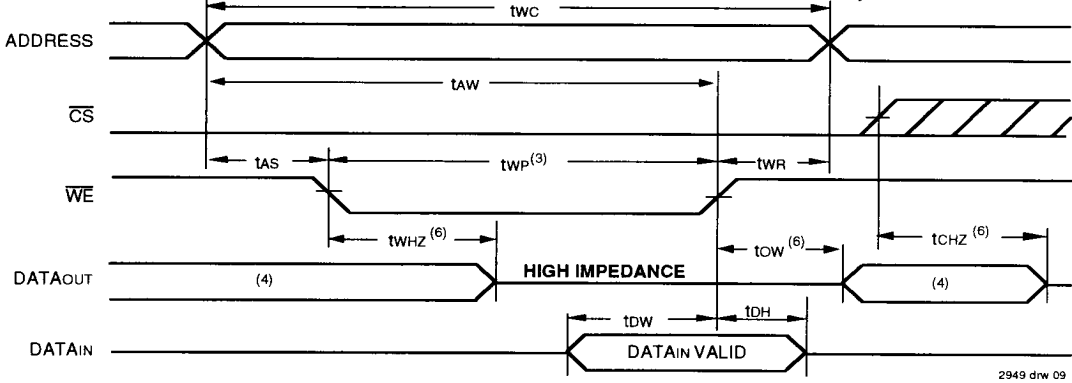 tWC
ADDRESS
tAW
CS
tAS tWP(3) tWR
WE
tWHZ (6) tOW (6) tCHZ (6)
DATAOUT (4) HIGH IMPEDANCE (4)
tDW tDH
DATAIN DATAIN VALID
2949 drw 09